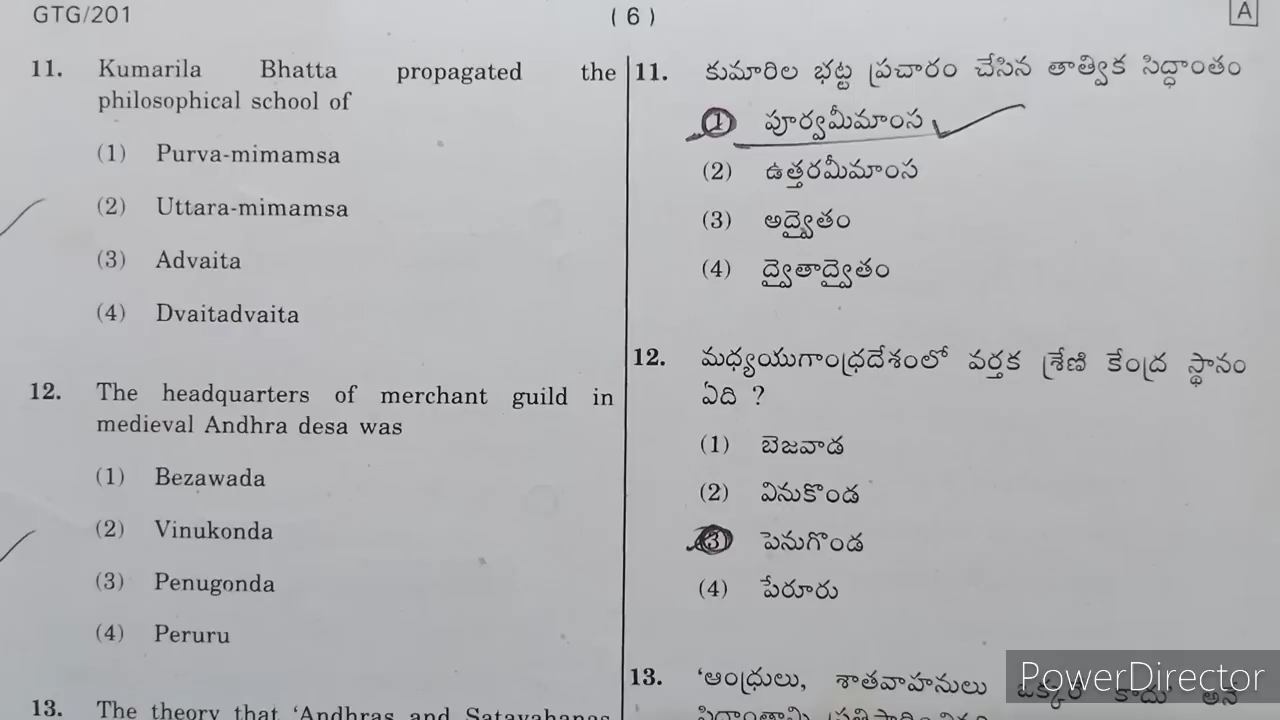 GTG/201
( 6 )
A
11. Kumarila Bhatta propagated the
philosophical school of
(1) Purva-mimamsa
(2) Uttara-mimamsa
(3) Advaita
(4) Dvaitadvaita
12. The headquarters of merchant guild in
medieval Andhra desa was
(1) Bezawada
(2) Vinukonda
(3) Penugonda
(4) Peruru
13. The theory that 'Andhras and Satavahanas
11. కుమారిల భట్ట ప్రచారం చేసిన తాత్విక సిద్ధాంతం
(1) పూర్వమీమాంస
(2) ఉత్తరమీమాంస
(3) అద్వైతం
(4) ద్వైతాద్వైతం
12. మధ్యయుగాంధ్రదేశంలో వర్తక శ్రేణి కేంద్ర స్థానం
ఏది ?
(1) బెజవాడ
(2) వినుకొండ
(3) పెనుగొండ
(4) పేరూరు
13. 'ఆంధ్రులు, శాతవాహనులు ఒక్కరే కాదు' అనే
PowerDirector